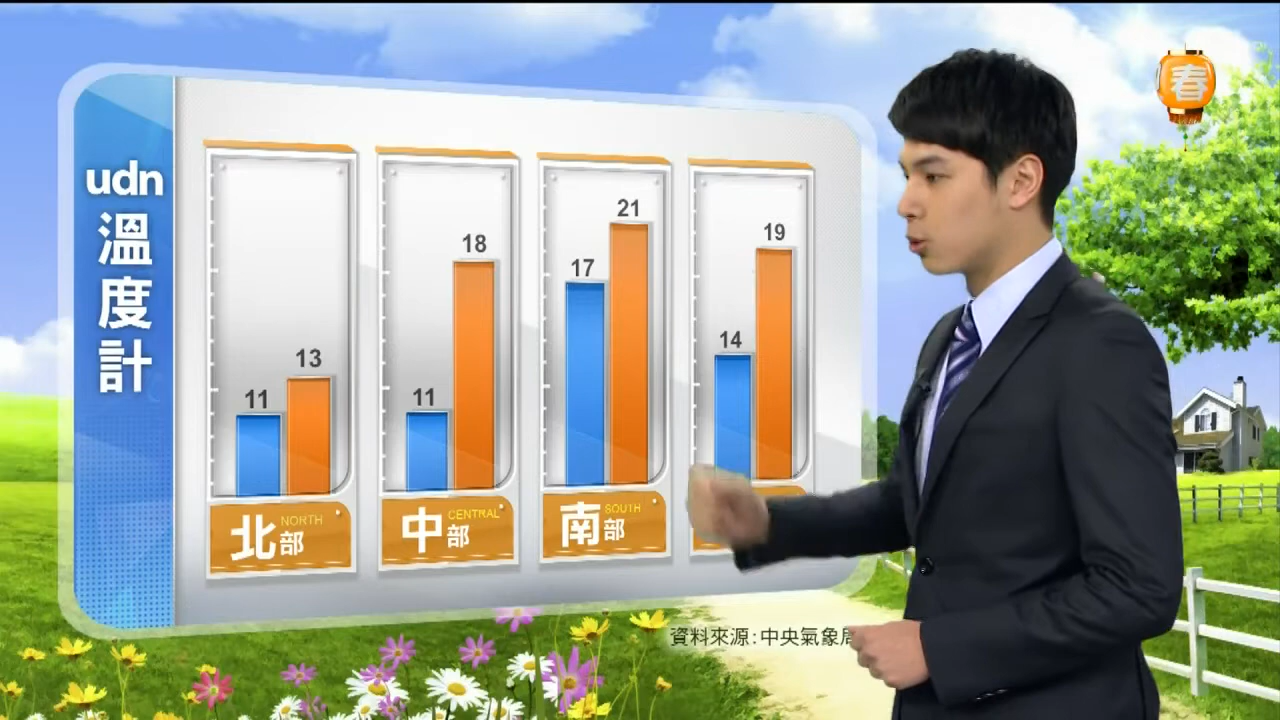 春
udn
溫度計
11
13
11
18
17
21
14
19
北部 NORTH
中部 CENTRAL
南部 SOUTH
資料來源:中央氣象局